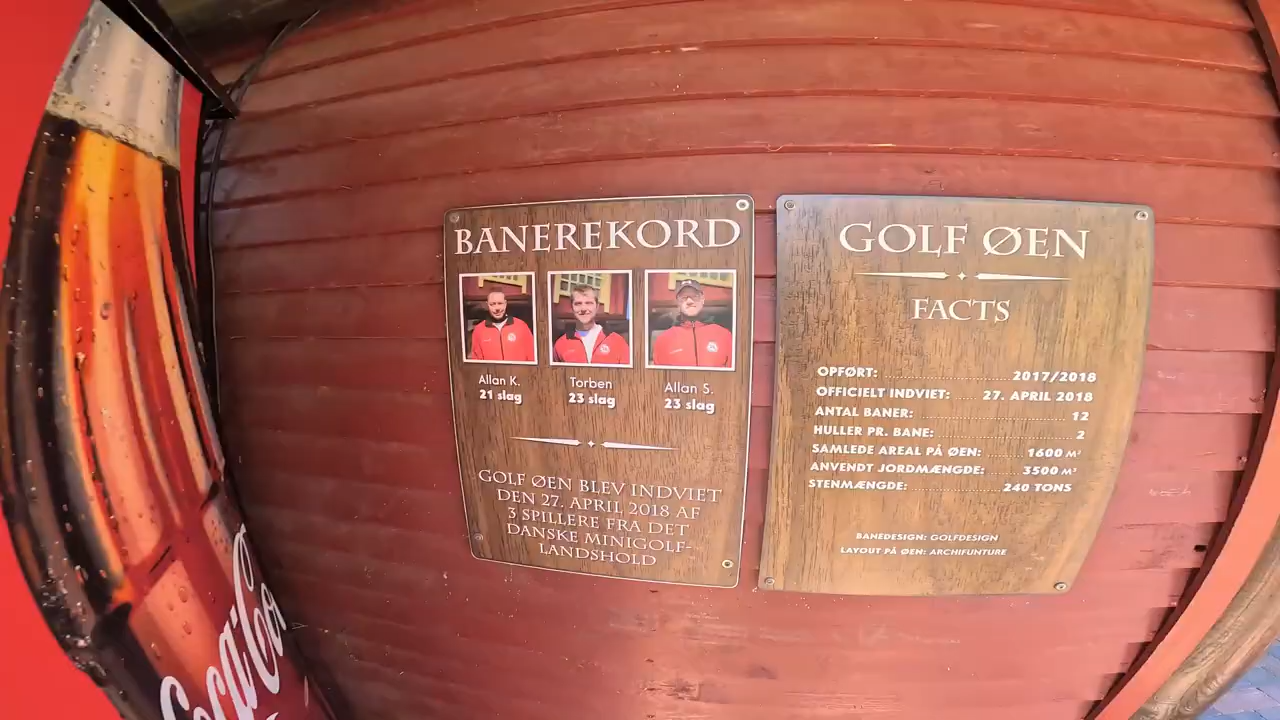 BANEREKORD
Allan K.
21 slag
Torben
23 slag
Allan S.
23 slag
GOLF ØEN BLEV INDVIET
DEN 27. APRIL 2018 AF
3 SPILLERE FRA DET
DANSKE MINIGOLF-
LANDSHOLD
GOLF ØEN
FACTS
OPFØRT: 2017/2018
OFFICIELT INDVIET: 27. APRIL 2018
ANTAL BANER: 12
HULLER PR. BANE: 2
SAMLEDE AREAL PÅ ØEN: 1600 M²
ANVENDT JORDMÆNGDE: 3500 M³
STENMÆNGDE: 240 TONS
BANEDESIGN: GOLFDESIGN
LAYOUT PÅ ØEN: ARCHIFUNTURE
Coca Co